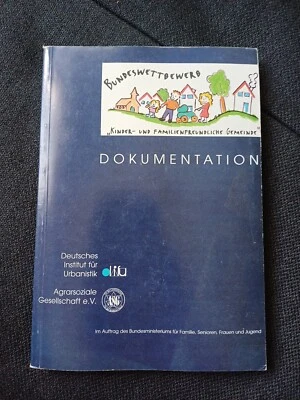 BUNDESWETTBEWERB
„KINDER- UND FAMILIENFREUNDLICHE GEMEINDE“
DOKUMENTATION
Deutsches
Institut für
Urbanistik
difu
Agrarsoziale
Gesellschaft e.V.
ASG
Im Auftrag des Bundesministeriums für Familie, Senioren, Frauen und Jugend